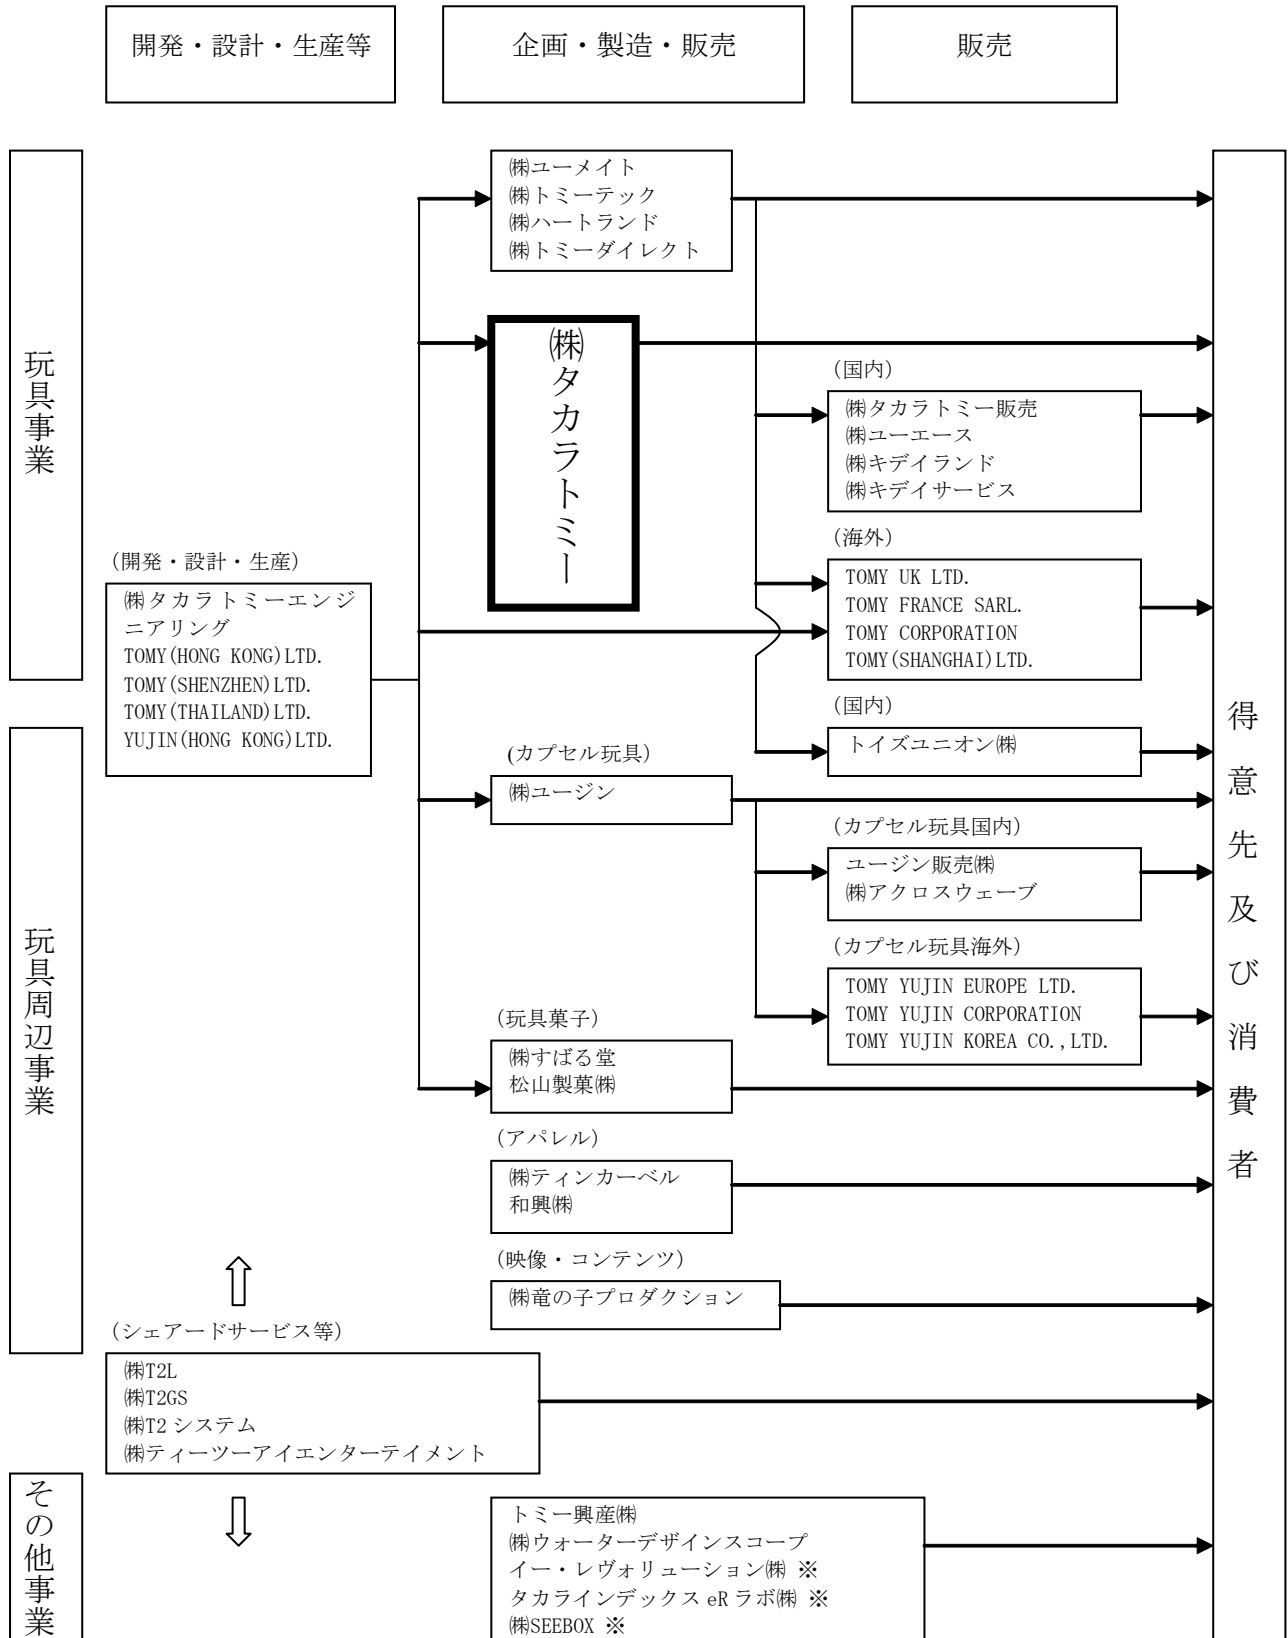 開発・設計・生産等
企画・製造・販売
販売
玩具事業
㈱ユーメイト
㈱トミーテック
㈱ハートランド
㈱トミーダイレクト
㈱タカラトミー
(国内)
㈱タカラトミー販売
㈱ユーエース
㈱キデイランド
㈱キデイサービス
(海外)
TOMY UK LTD.
TOMY FRANCE SARL.
TOMY CORPORATION
TOMY(SHANGHAI)LTD.
(開発・設計・生産)
㈱タカラトミーエンジ
ニアリング
TOMY(HONG KONG)LTD.
TOMY(SHENZHEN)LTD.
TOMY(THAILAND)LTD.
YUJIN(HONG KONG)LTD.
(国内)
トイズユニオン㈱
玩具周辺事業
(カプセル玩具)
㈱ユージン
(カプセル玩具国内)
ユージン販売㈱
㈱アクロスウェーブ
(カプセル玩具海外)
TOMY YUJIN EUROPE LTD.
TOMY YUJIN CORPORATION
TOMY YUJIN KOREA CO.,LTD.
(玩具菓子)
㈱すばる堂
松山製菓㈱
(アパレル)
㈱ティンカーベル
和興㈱
(映像・コンテンツ)
㈱竜の子プロダクション
(シェアードサービス等)
㈱T2L
㈱T2GS
㈱T2 システム
㈱ティーツーアイエンターテイメント
その他事業
トミー興産㈱
㈱ウォーターデザインスコープ
イー・レヴォリューション㈱ ※
タカラインデックス eR ラボ㈱ ※
㈱SEEBOX ※
得意先及び消費者